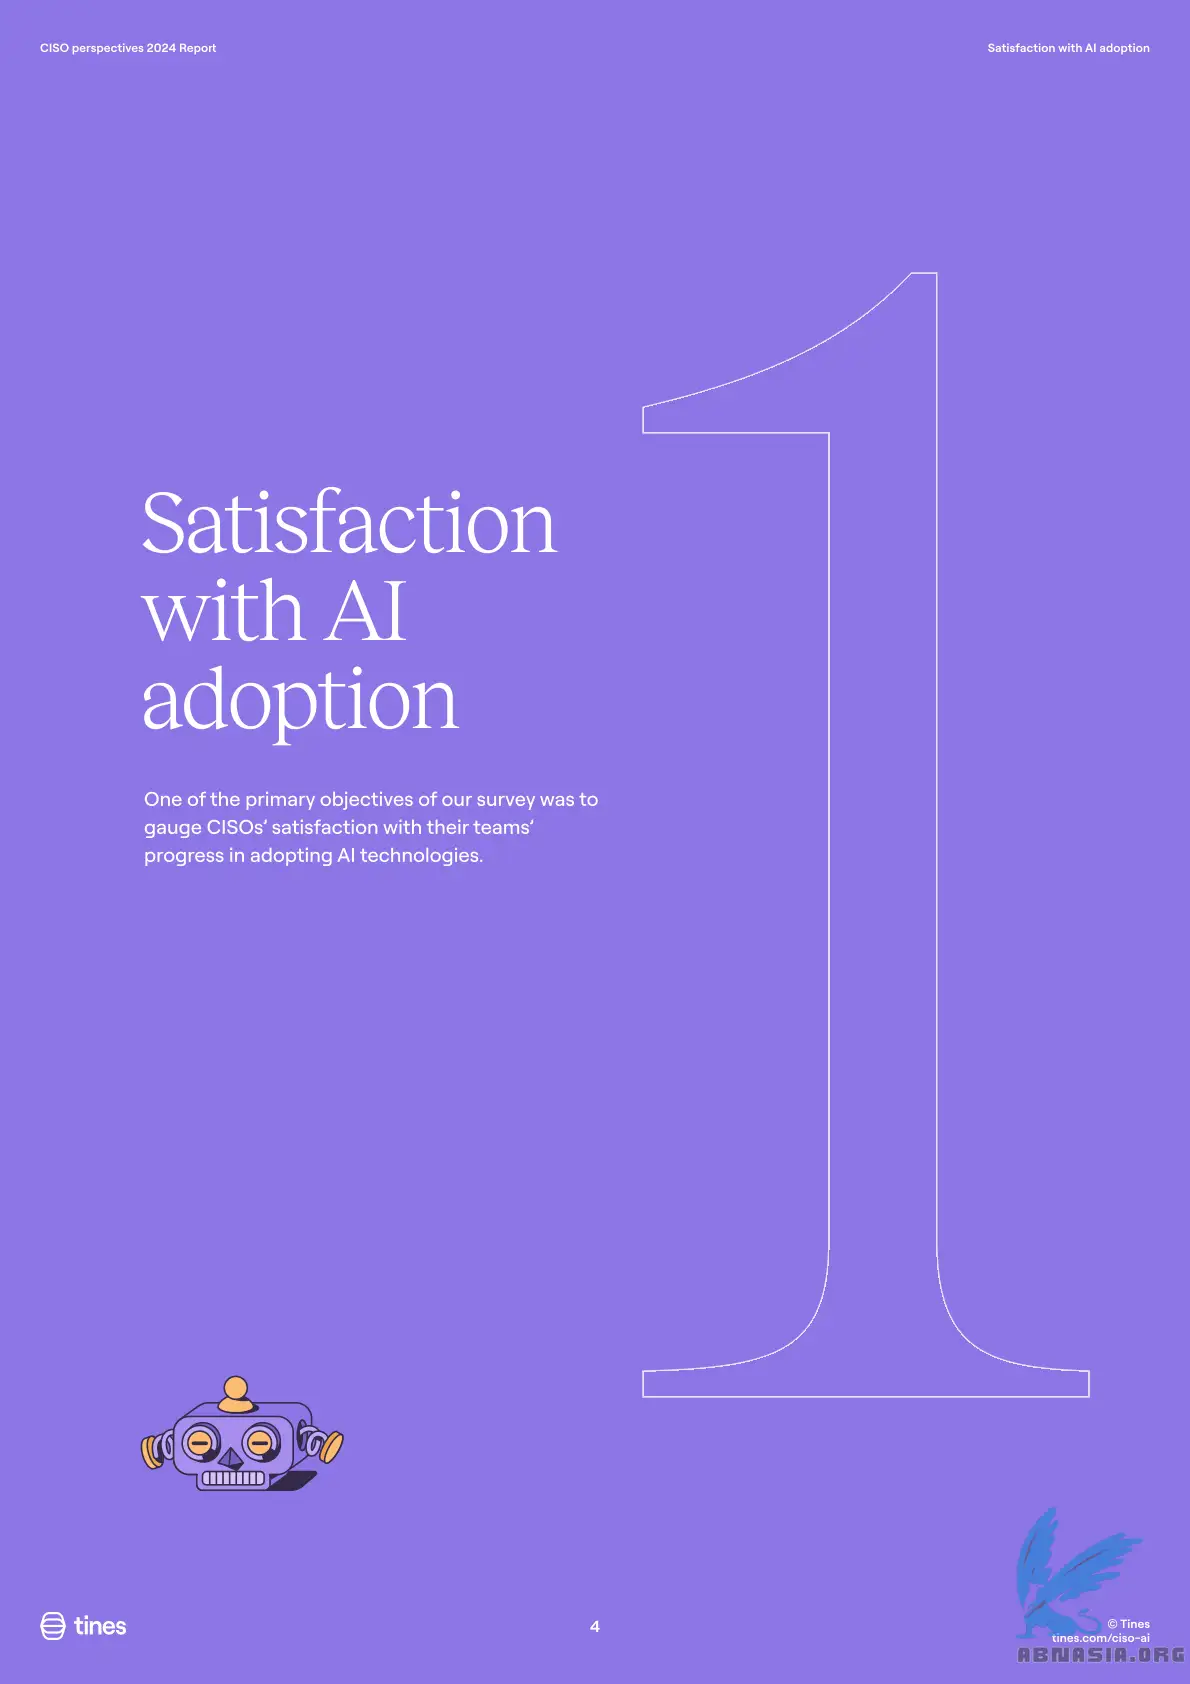 CISO perspectives 2024 Report
Satisfaction with AI adoption
1
Satisfaction
with AI
adoption
One of the primary objectives of our survey was to
gauge CISOs‘ satisfaction with their teams‘
progress in adopting AI technologies.
tines
4
© Tines
tines.com/ciso-ai
ABNASIA.ORG